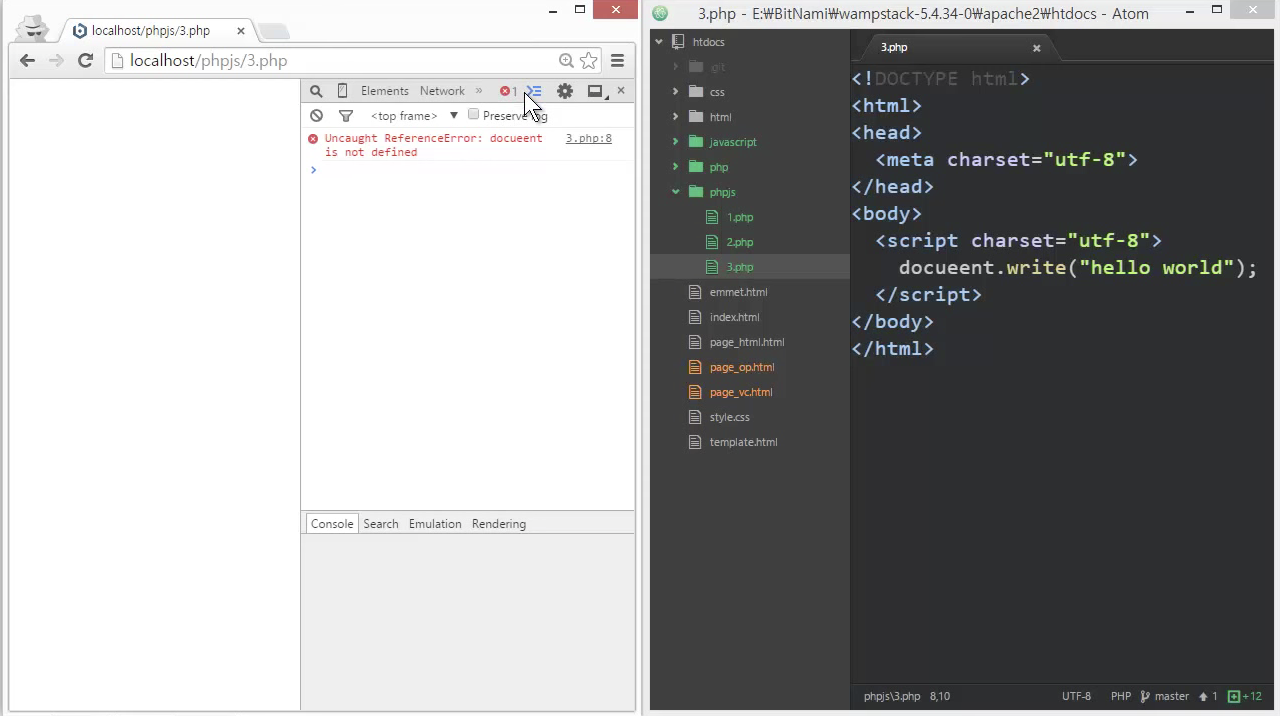 localhost/phpjs/3.php
localhost/phpjs/3.php
Elements Network » 1
<top frame> Preserve
Uncaught ReferenceError: docueent is not defined 3.php:8
Console Search Emulation Rendering
3.php - E:₩BitNami₩wampstack-5.4.34-0₩apache2₩htdocs - Atom
htdocs
.git
css
html
javascript
php
phpjs
1.php
2.php
3.php
emmet.html
index.html
page_html.html
page_op.html
page_vc.html
style.css
template.html
3.php
<!DOCTYPE html>
<html>
<head>
<meta charset="utf-8">
</head>
<body>
<script charset="utf-8">
docueent.write("hello world");
</script>
</body>
</html>
phpjs\3.php 8,10 UTF-8 PHP master 1 +12